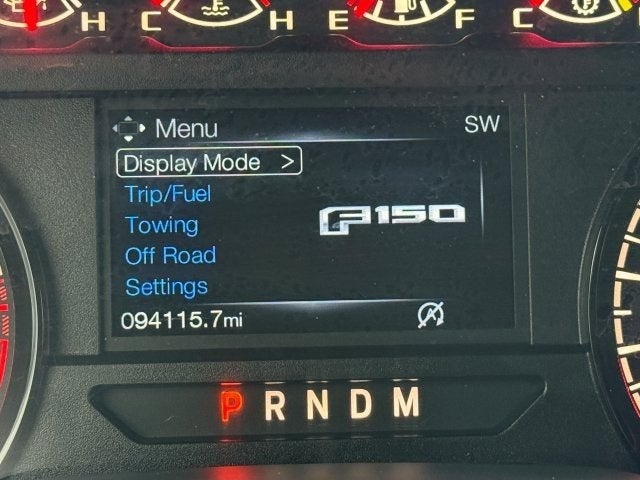 H C H E F C F
Menu SW
Display Mode >
Trip/Fuel
Towing
F150
Off Road
Settings
094115.7mi A
P R N D M